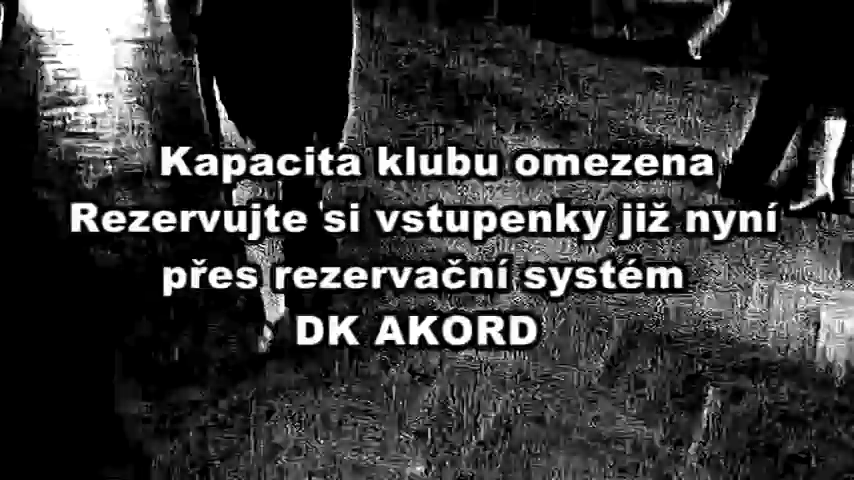 Kapacita klubu omezena
Rezervujte si vstupenky již nyní
přes rezervační systém
DK AKORD